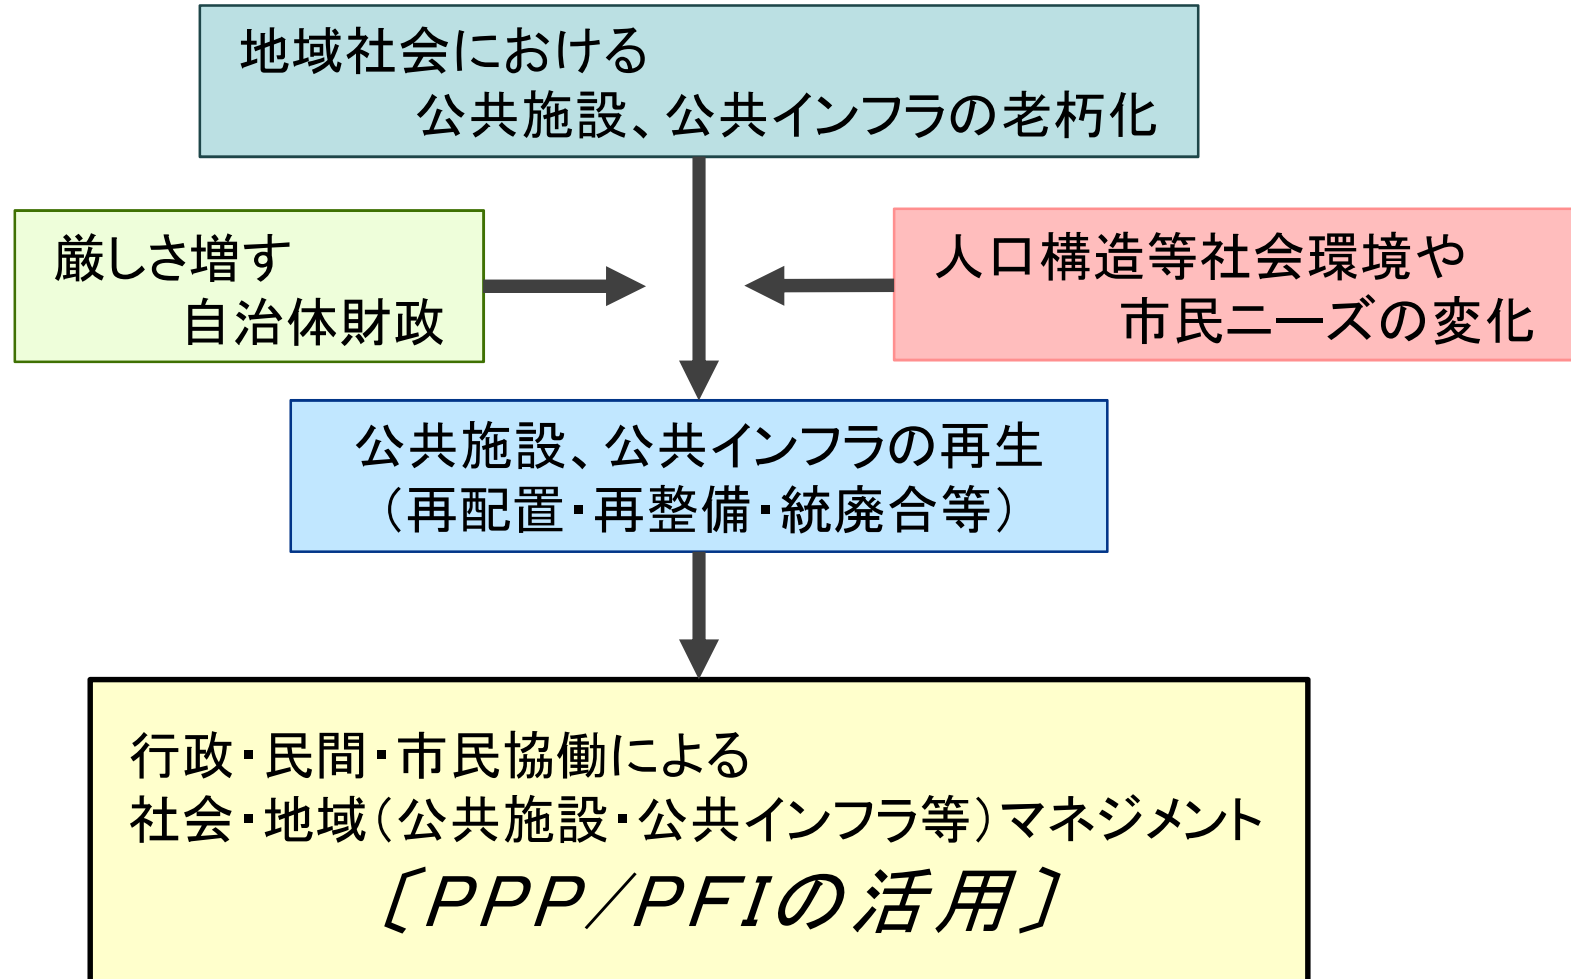 地域社会における
公共施設、公共インフラの老朽化
厳しさ増す
自治体財政
人口構造等社会環境や
市民ニーズの変化
公共施設、公共インフラの再生
（再配置・再整備・統廃合等）
行政・民間・市民協働による
社会・地域（公共施設・公共インフラ等）マネジメント
〔ＰＰＰ／ＰＦＩの活用〕